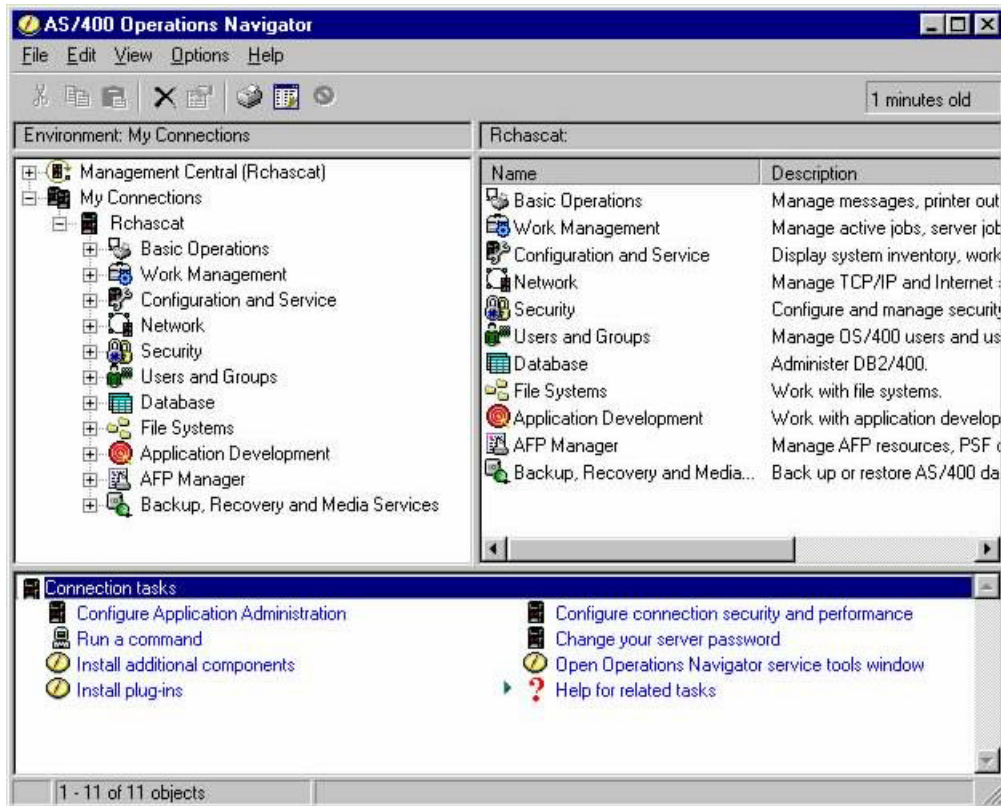 AS/400 Operations Navigator
File Edit View Options Help
1 minutes old
Environment: My Connections
Rchascat:
Management Central (Rchascat)
My Connections
Rchascat
Basic Operations
Work Management
Configuration and Service
Network
Security
Users and Groups
Database
File Systems
Application Development
AFP Manager
Backup, Recovery and Media Services
Name Description
Basic Operations Manage messages, printer out
Work Management Manage active jobs, server job
Configuration and Service Display system inventory, work
Network Manage TCP/IP and Internet
Security Configure and manage security
Users and Groups Manage OS/400 users and us
Database Administer DB2/400.
File Systems Work with file systems.
Application Development Work with application develop
AFP Manager Manage AFP resources, PSF
Backup, Recovery and Media... Back up or restore AS/400 da
Connection tasks
Configure Application Administration
Run a command
Install additional components
Install plug-ins
Configure connection security and performance
Change your server password
Open Operations Navigator service tools window
? Help for related tasks
1 - 11 of 11 objects